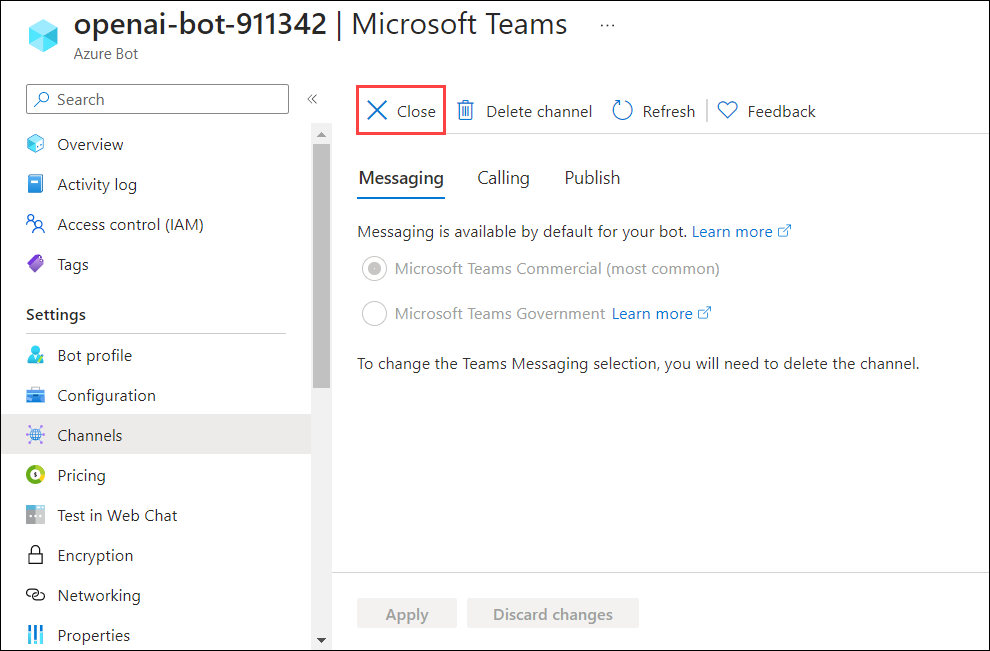 openai-bot-911342 | Microsoft Teams ...
Azure Bot
Search
«
Overview
Activity log
Access control (IAM)
Tags
Settings
Bot profile
Configuration
Channels
Pricing
Test in Web Chat
Encryption
Networking
Properties
Close Delete channel Refresh Feedback
Messaging Calling Publish
Messaging is available by default for your bot. Learn more
Microsoft Teams Commercial (most common)
Microsoft Teams Government Learn more
To change the Teams Messaging selection, you will need to delete the channel.
Apply Discard changes